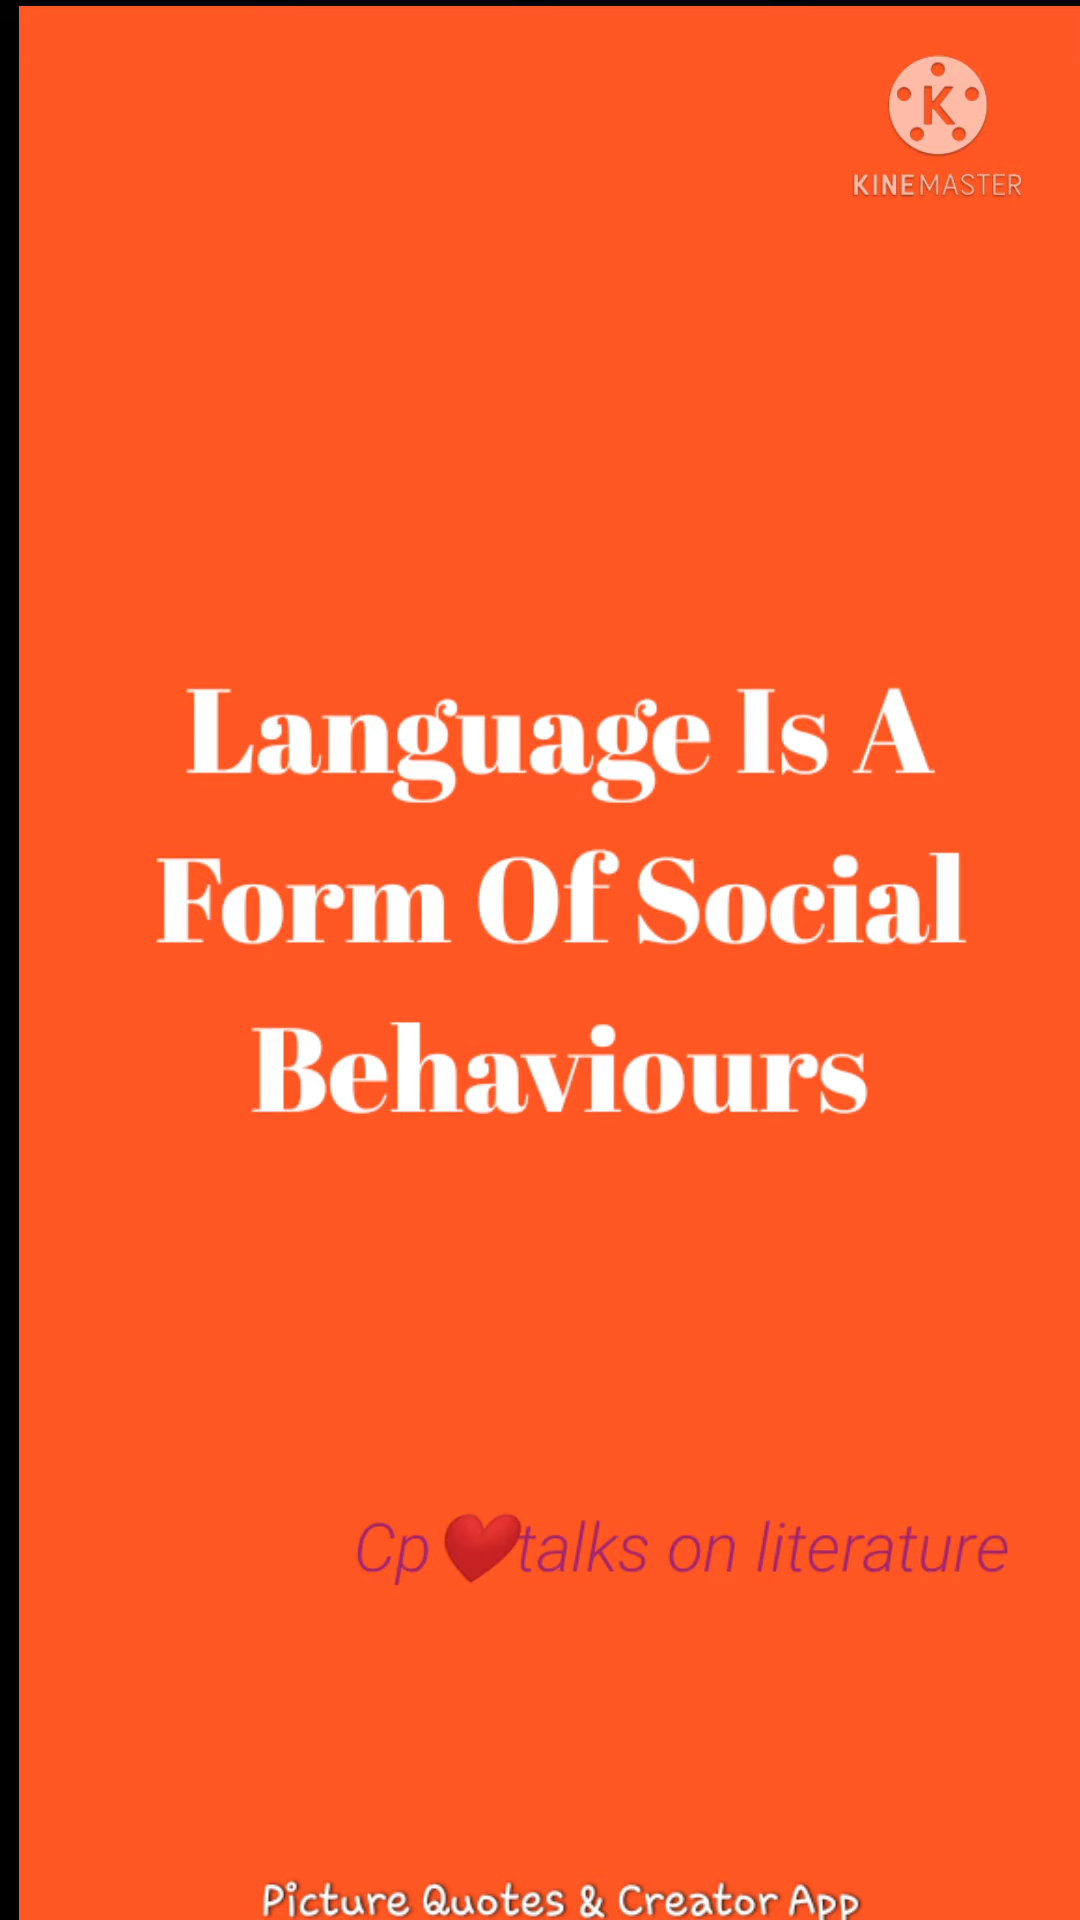 K
KINEMASTER
Language Is A
Form Of Social
Behaviours
Cp ❤️talks on literature
Picture Quotes & Creator App